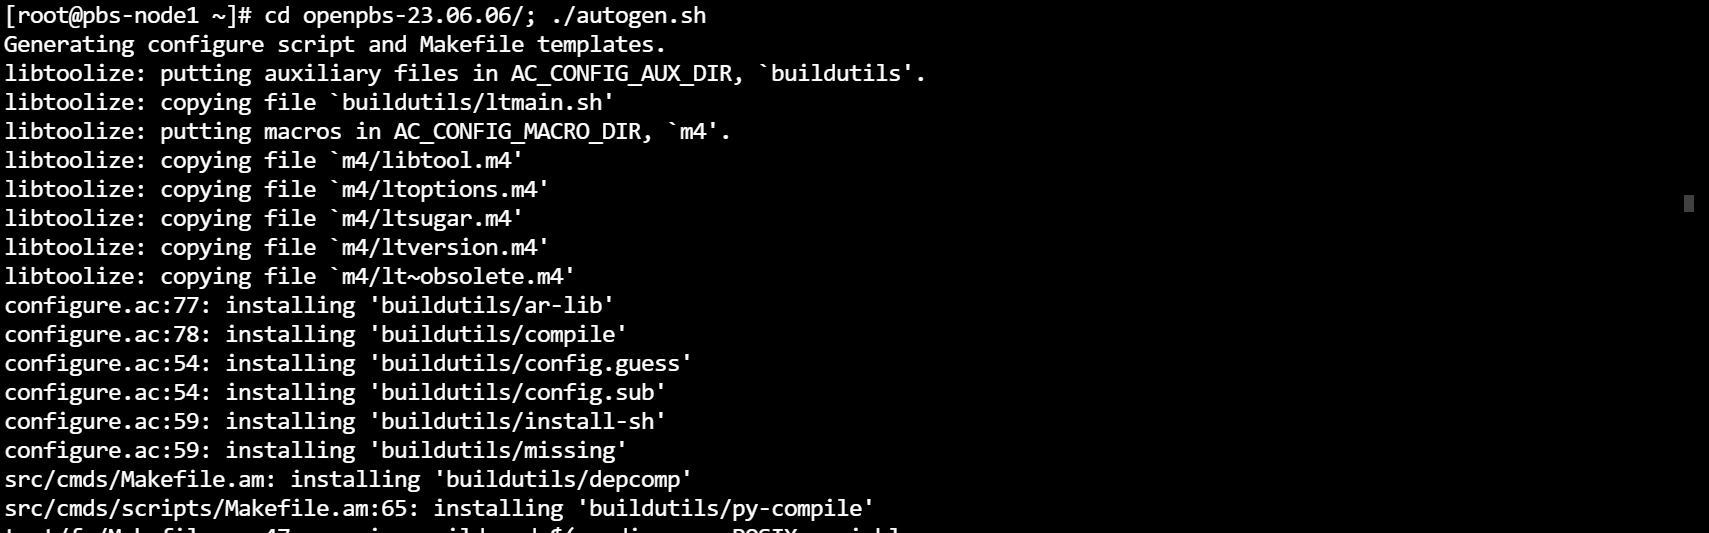 [root@pbs-node1 ~]# cd openpbs-23.06.06/; ./autogen.sh
Generating configure script and Makefile templates.
libtoolize: putting auxiliary files in AC_CONFIG_AUX_DIR, `buildutils'.
libtoolize: copying file `buildutils/ltmain.sh'
libtoolize: putting macros in AC_CONFIG_MACRO_DIR, `m4'.
libtoolize: copying file `m4/libtool.m4'
libtoolize: copying file `m4/ltoptions.m4'
libtoolize: copying file `m4/ltsugar.m4'
libtoolize: copying file `m4/ltversion.m4'
libtoolize: copying file `m4/lt~obsolete.m4'
configure.ac:77: installing 'buildutils/ar-lib'
configure.ac:78: installing 'buildutils/compile'
configure.ac:54: installing 'buildutils/config.guess'
configure.ac:54: installing 'buildutils/config.sub'
configure.ac:59: installing 'buildutils/install-sh'
configure.ac:59: installing 'buildutils/missing'
src/cmds/Makefile.am: installing 'buildutils/depcomp'
src/cmds/scripts/Makefile.am:65: installing 'buildutils/py-compile'